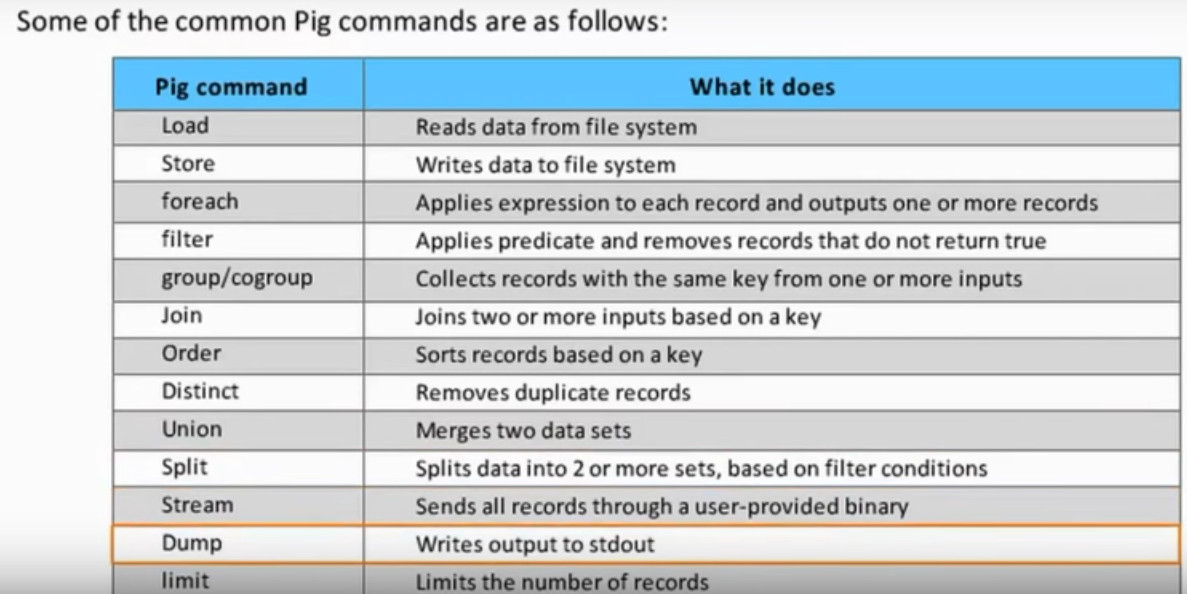 Some of the common Pig commands are as follows:
Pig command What it does
Load Reads data from file system
Store Writes data to file system
foreach Applies expression to each record and outputs one or more records
filter Applies predicate and removes records that do not return true
group/cogroup Collects records with the same key from one or more inputs
Join Joins two or more inputs based on a key
Order Sorts records based on a key
Distinct Removes duplicate records
Union Merges two data sets
Split Splits data into 2 or more sets, based on filter conditions
Stream Sends all records through a user-provided binary
Dump Writes output to stdout
limit Limits the number of records